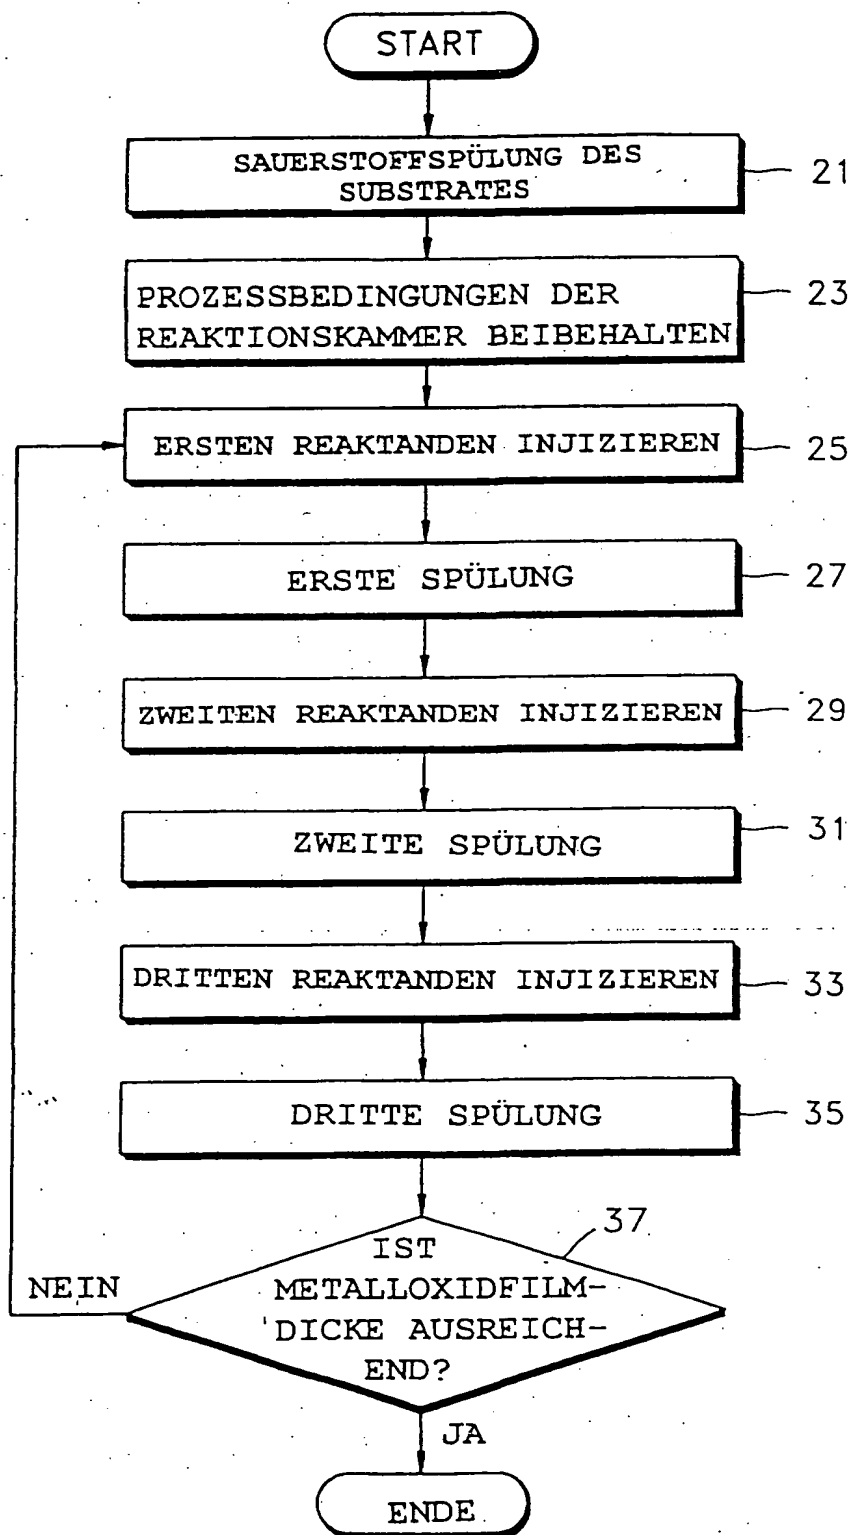 START
SAUERSTOFFSPÜLUNG DES
SUBSTRATES
21
PROZESSBEDINGUNGEN DER
REAKTIONSKAMMER BEIBEHALTEN
23
ERSTEN REAKTANDEN INJIZIEREN
25
ERSTE SPÜLUNG
27
ZWEITEN REAKTANDEN INJIZIEREN
29
ZWEITE SPÜLUNG
31
DRITTEN REAKTANDEN INJIZIEREN
33
DRITTE SPÜLUNG
35
37
IST
METALLOXIDFILM-
DICKE AUSREICH-
END?
NEIN
JA
ENDE